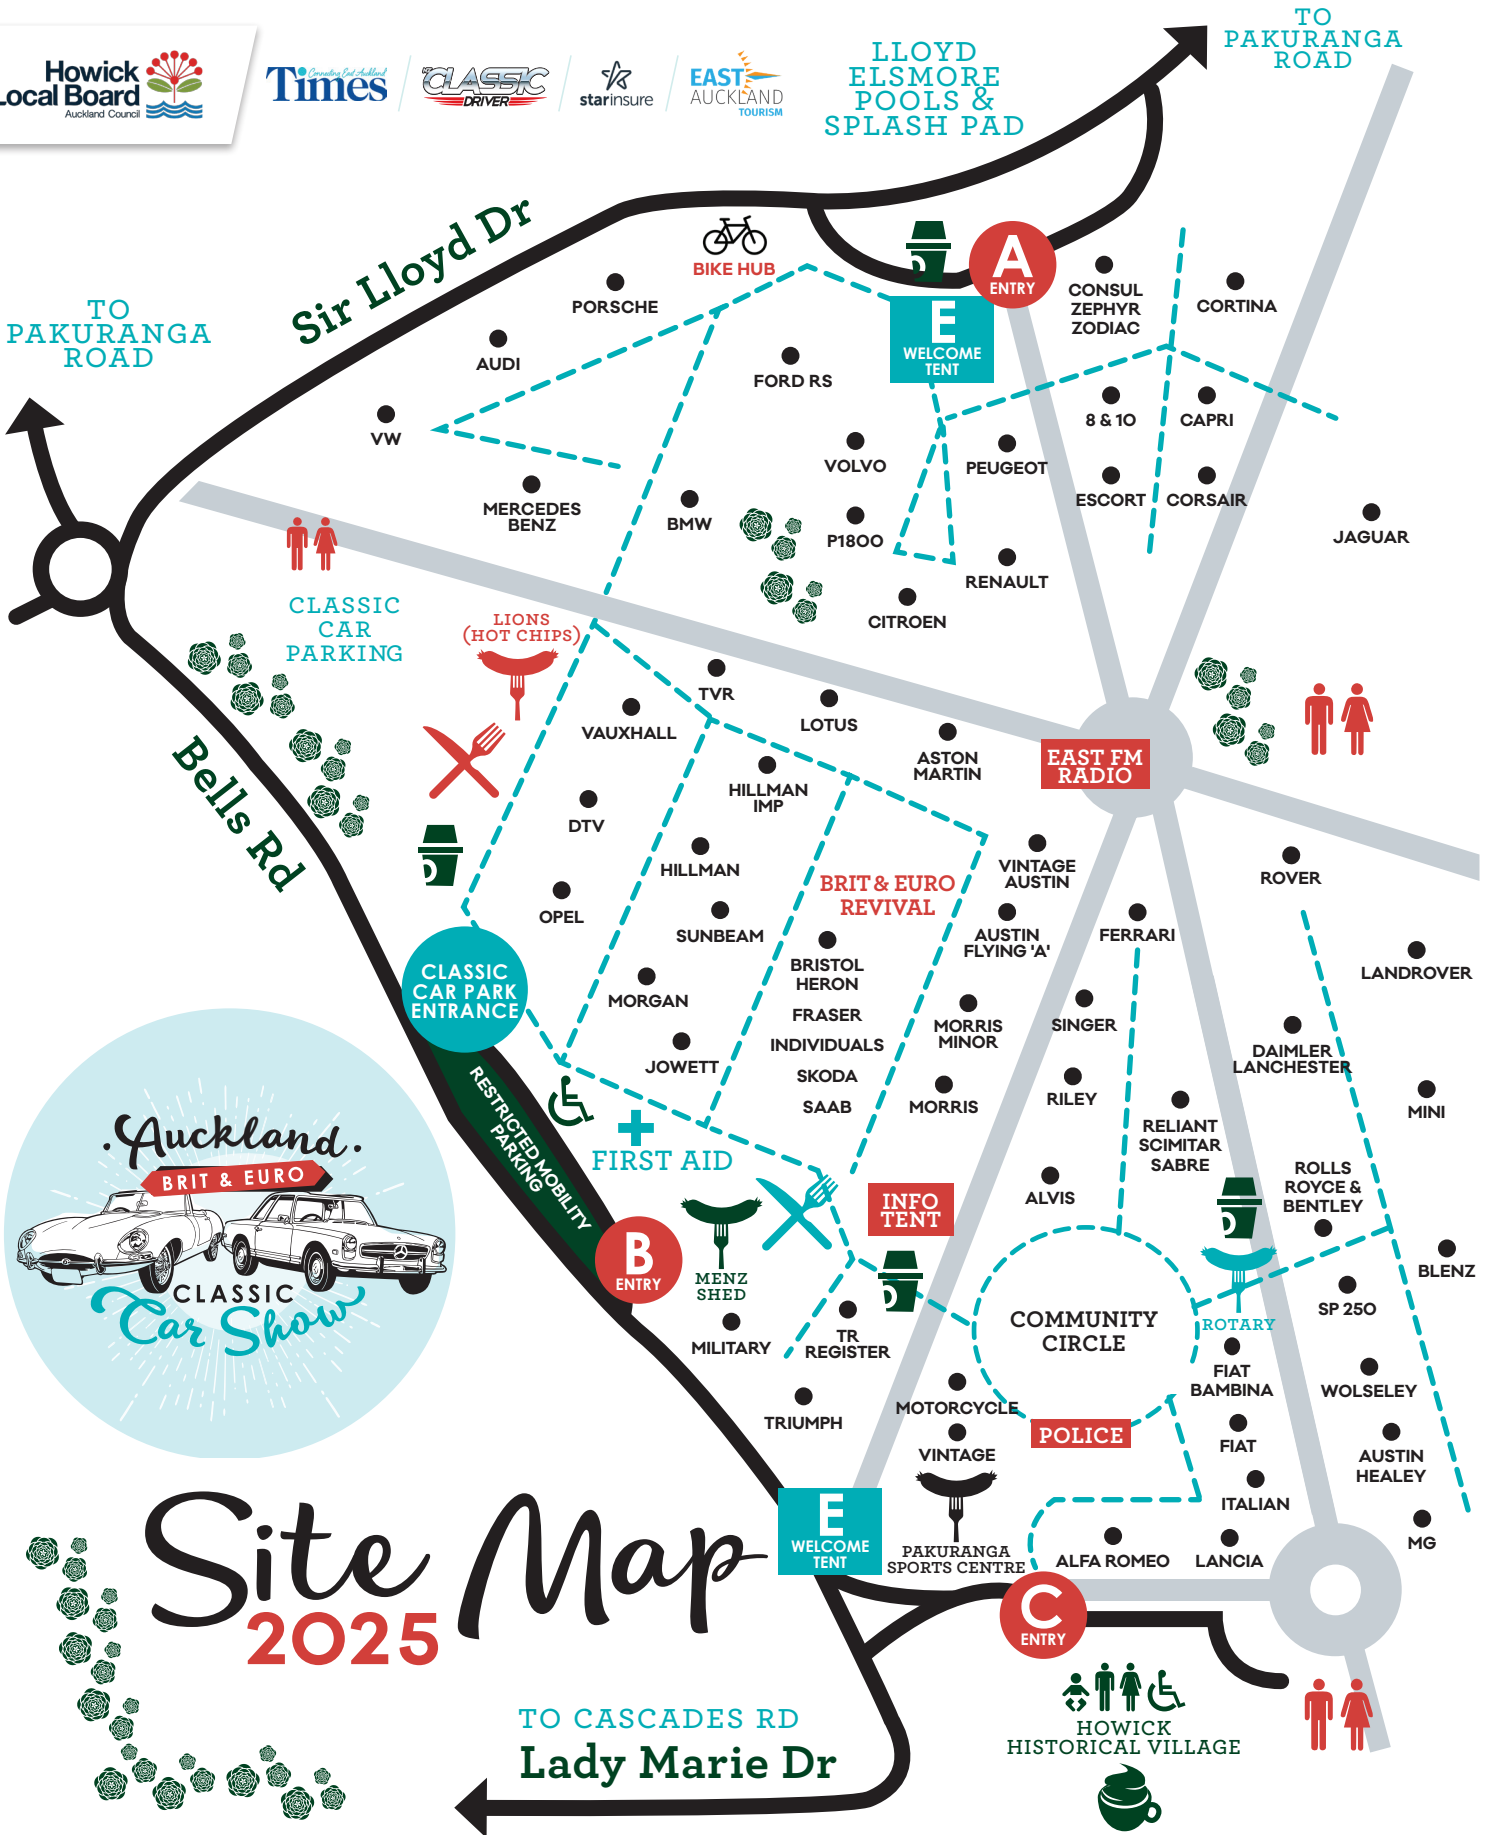 Howick
Local Board
Auckland Council
Connecting East Auckland
Times
CLASSIC
DRIVER
starinsure
EAST
AUCKLAND
TOURISM
LLOYD
ELSMORE
POOLS &
SPLASH PAD
TO
PAKURANGA
ROAD
Sir Lloyd Dr
TO
PAKURANGA
ROAD
BIKE HUB
A
ENTRY
E
WELCOME
TENT
PORSCHE
AUDI
VW
MERCEDES
BENZ
FORD RS
VOLVO
BMW
P1800
CITROEN
PEUGEOT
RENAULT
CONSUL
ZEPHYR
ZODIAC
CORTINA
8 & 10
CAPRI
ESCORT
CORSAIR
JAGUAR
CLASSIC
CAR
PARKING
LIONS
(HOT CHIPS)
Bells Rd
TVR
VAUXHALL
LOTUS
ASTON
MARTIN
EAST FM
RADIO
HILLMAN
IMP
DTV
HILLMAN
OPEL
SUNBEAM
MORGAN
JOWETT
BRIT & EURO
REVIVAL
BRISTOL
HERON
FRASER
INDIVIDUALS
SKODA
SAAB
VINTAGE
AUSTIN
AUSTIN
FLYING 'A'
MORRIS
MINOR
MORRIS
FERRARI
SINGER
RILEY
ALVIS
RELIANT
SCIMITAR
SABRE
ROVER
LANDROVER
DAIMLER
LANCHESTER
MINI
ROLLS
ROYCE &
BENTLEY
BLENZ
SP 250
WOLSELEY
AUSTIN
HEALEY
MG
CLASSIC
CAR PARK
ENTRANCE
RESTRICTED MOBILITY
PARKING
FIRST AID
B
ENTRY
MENZ
SHED
INFO
TENT
MILITARY
TR
REGISTER
TRIUMPH
COMMUNITY
CIRCLE
ROTARY
FIAT
BAMBINA
FIAT
ITALIAN
LANCIA
ALFA ROMEO
MOTORCYCLE
VINTAGE
POLICE
PAKURANGA
SPORTS CENTRE
E
WELCOME
TENT
C
ENTRY
HOWICK
HISTORICAL VILLAGE
Auckland
BRIT & EURO
CLASSIC
Car Show
Site Map
2025
TO CASCADES RD
Lady Marie Dr